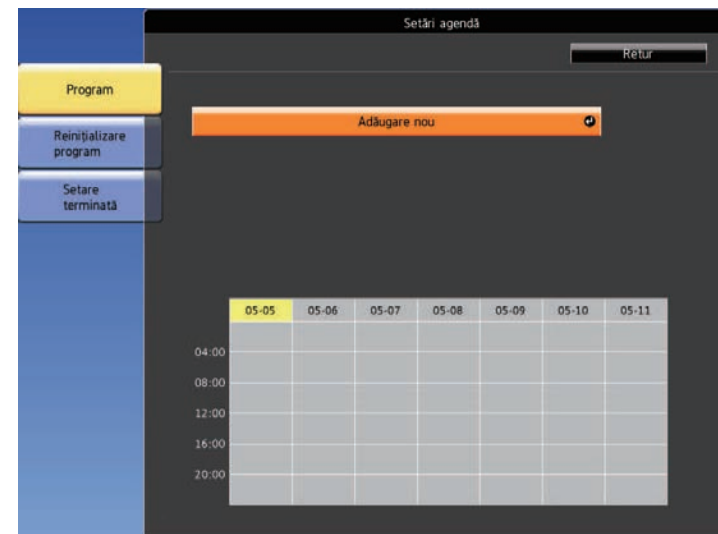 Setări agendă
Retur
Program
Adăugare nou
Reinițializare
program
Setare
terminată
05-05 05-06 05-07 05-08 05-09 05-10 05-11
04:00
08:00
12:00
16:00
20:00